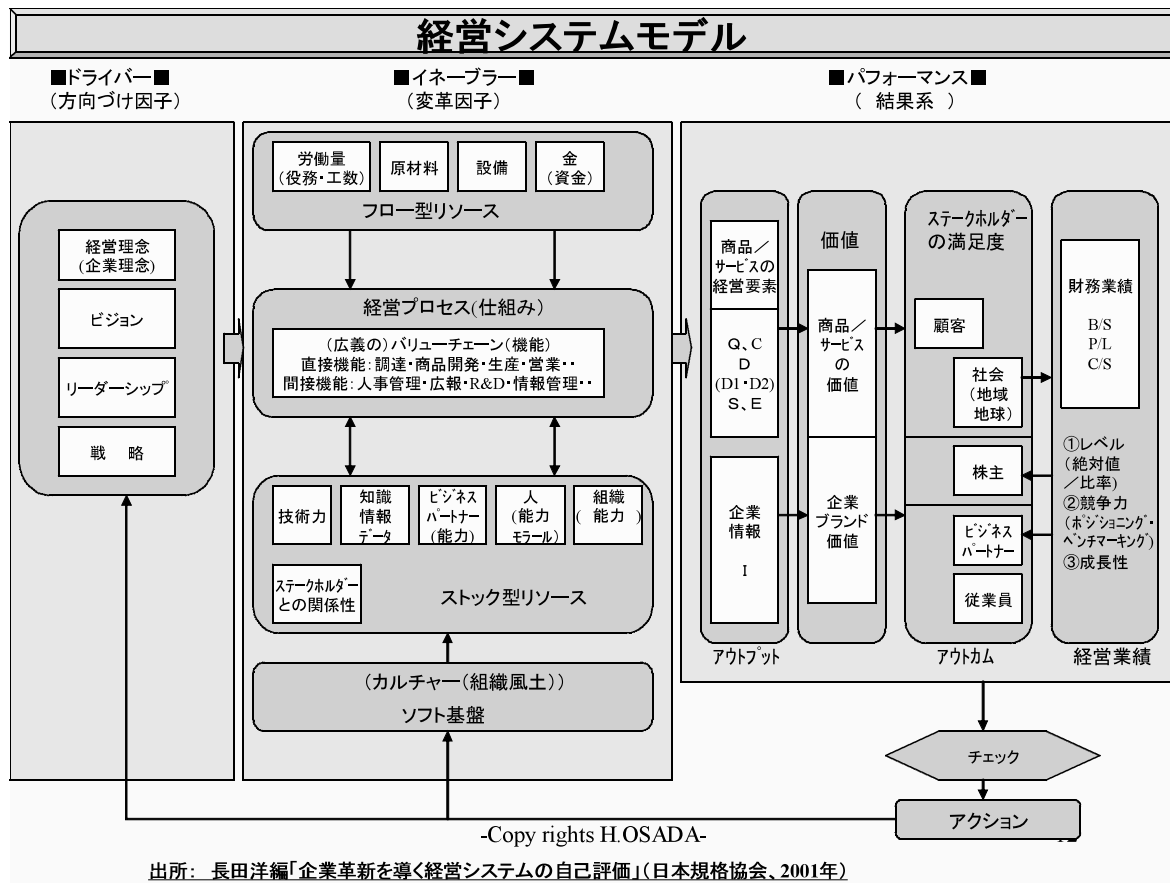 経営システムモデル
■ドライバー■
(方向づけ因子)
■イネーブラー■
(変革因子)
■パフォーマンス■
( 結果系 )
経営理念
(企業理念)
ビジョン
リーダーシップ
戦 略
労働量
(役務・工数)
原材料
設備
金
(資金)
フロー型リソース
経営プロセス(仕組み)
(広義の)バリューチェーン(機能)
直接機能:調達・商品開発・生産・営業・・
間接機能:人事管理・広報・R&D・情報管理・・
技術力
知識
情報
データ
ビジネス
パートナー
(能力)
人
(能力
モラール)
組織
( 能力 )
ステークホルダー
との関係性
ストック型リソース
(カルチャー(組織風土))
ソフト基盤
商品/
サービスの
経営要素
Q、C
D
(D1・D2)
S、E
企業
情報
I
アウトプット
価値
商品/
サービス
の
価値
企業
ブランド
価値
ステークホルダー
の満足度
顧客
社会
(地域
地球)
株主
ビジネス
パートナー
従業員
アウトカム
財務業績
B/S
P/L
C/S
①レベル
(絶対値
/比率)
②競争力
(ポジショニング・
ベンチマーキング)
③成長性
経営業績
チェック
アクション
-Copy rights H.OSADA-
出所: 長田洋編「企業革新を導く経営システムの自己評価」(日本規格協会、2001年)